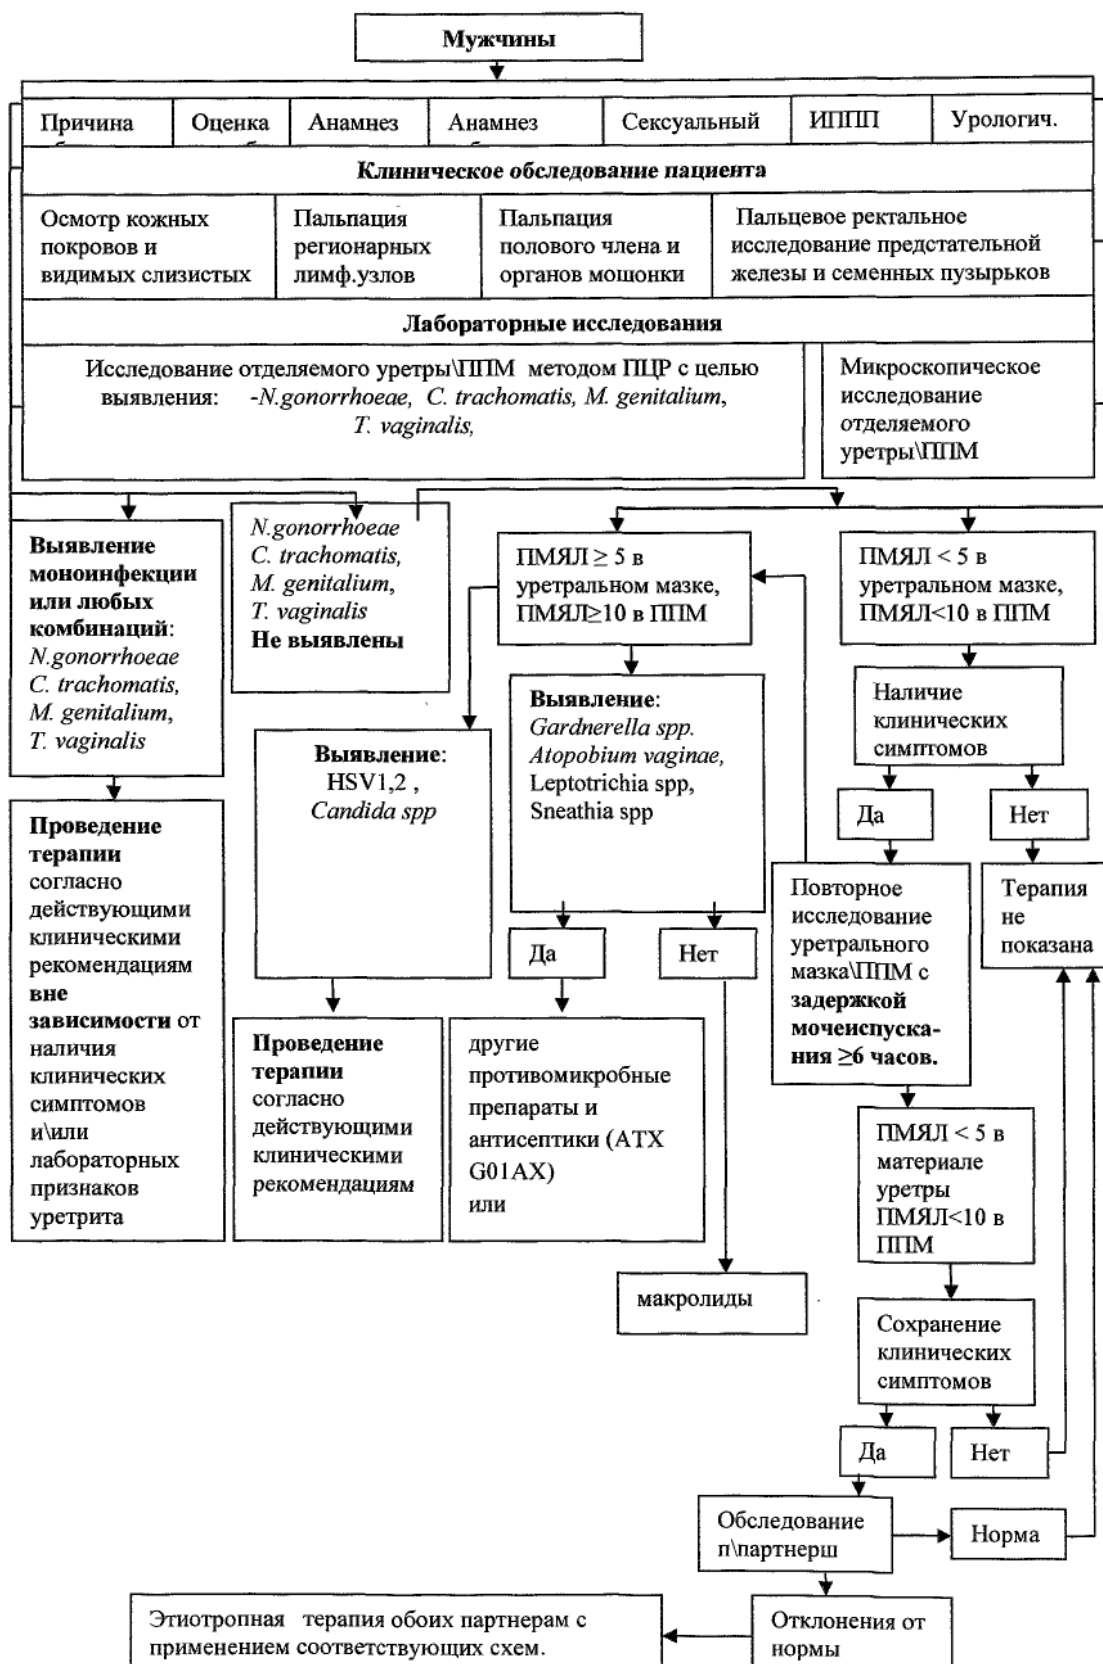 Мужчины
Причина
Оценка
Анамнез
Анамнез
Сексуальный
ИППП
Урологич.
Клиническое обследование пациента
Осмотр кожных
покровов и
видимых слизистых
Пальпация
регионарных
лимф.узлов
Пальпация
полового члена и
органов мошонки
Пальцевое ректальное
исследование предстательной
железы и семенных пузырьков
Лабораторные исследования
Исследование отделяемого уретры\ППМ методом ПЦР с целью
выявления: -N.gonorrhoeae, C. trachomatis, M. genitalium,
T. vaginalis,
Микроскопическое
исследование
отделяемого
уретры\ППМ
Выявление
моноинфекции
или любых
комбинаций:
N.gonorrhoeae
C. trachomatis,
M. genitalium,
T. vaginalis
N.gonorrhoeae
C. trachomatis,
M. genitalium,
T. vaginalis
Не выявлены
ПМЯЛ ≥ 5 в
уретральном мазке,
ПМЯЛ≥10 в ППМ
ПМЯЛ < 5 в
уретральном мазке,
ПМЯЛ<10 в ППМ
Выявление:
HSV1,2 ,
Candida spp
Выявление:
Gardnerella spp.
Atopobium vaginae,
Leptotrichia spp,
Sneathia spp
Наличие
клинических
симптомов
Да
Нет
Проведение
терапии
согласно
действующими
клиническими
рекомендациям
вне
зависимости от
наличия
клинических
симптомов
и\или
лабораторных
признаков
уретрита
Да
Нет
Повторное
исследование
уретрального
мазка\ППМ с
задержкой
мочеиспуска-
ния ≥6 часов.
Терапия
не
показана
Проведение
терапии
согласно
действующими
клиническими
рекомендациям
другие
противомикробные
препараты и
антисептики (АТХ
G01AX)
или
макролиды
ПМЯЛ < 5 в
материале
уретры
ПМЯЛ<10 в
ППМ
Сохранение
клинических
симптомов
Да
Нет
Обследование
п\партнерш
Норма
Этиотропная терапия обоих партнерам с
применением соответствующих схем.
Отклонения от
нормы